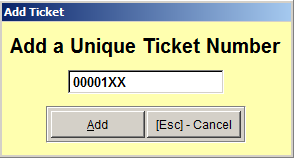 Add Ticket
Add a Unique Ticket Number
00001XX
Add [Esc] - Cancel